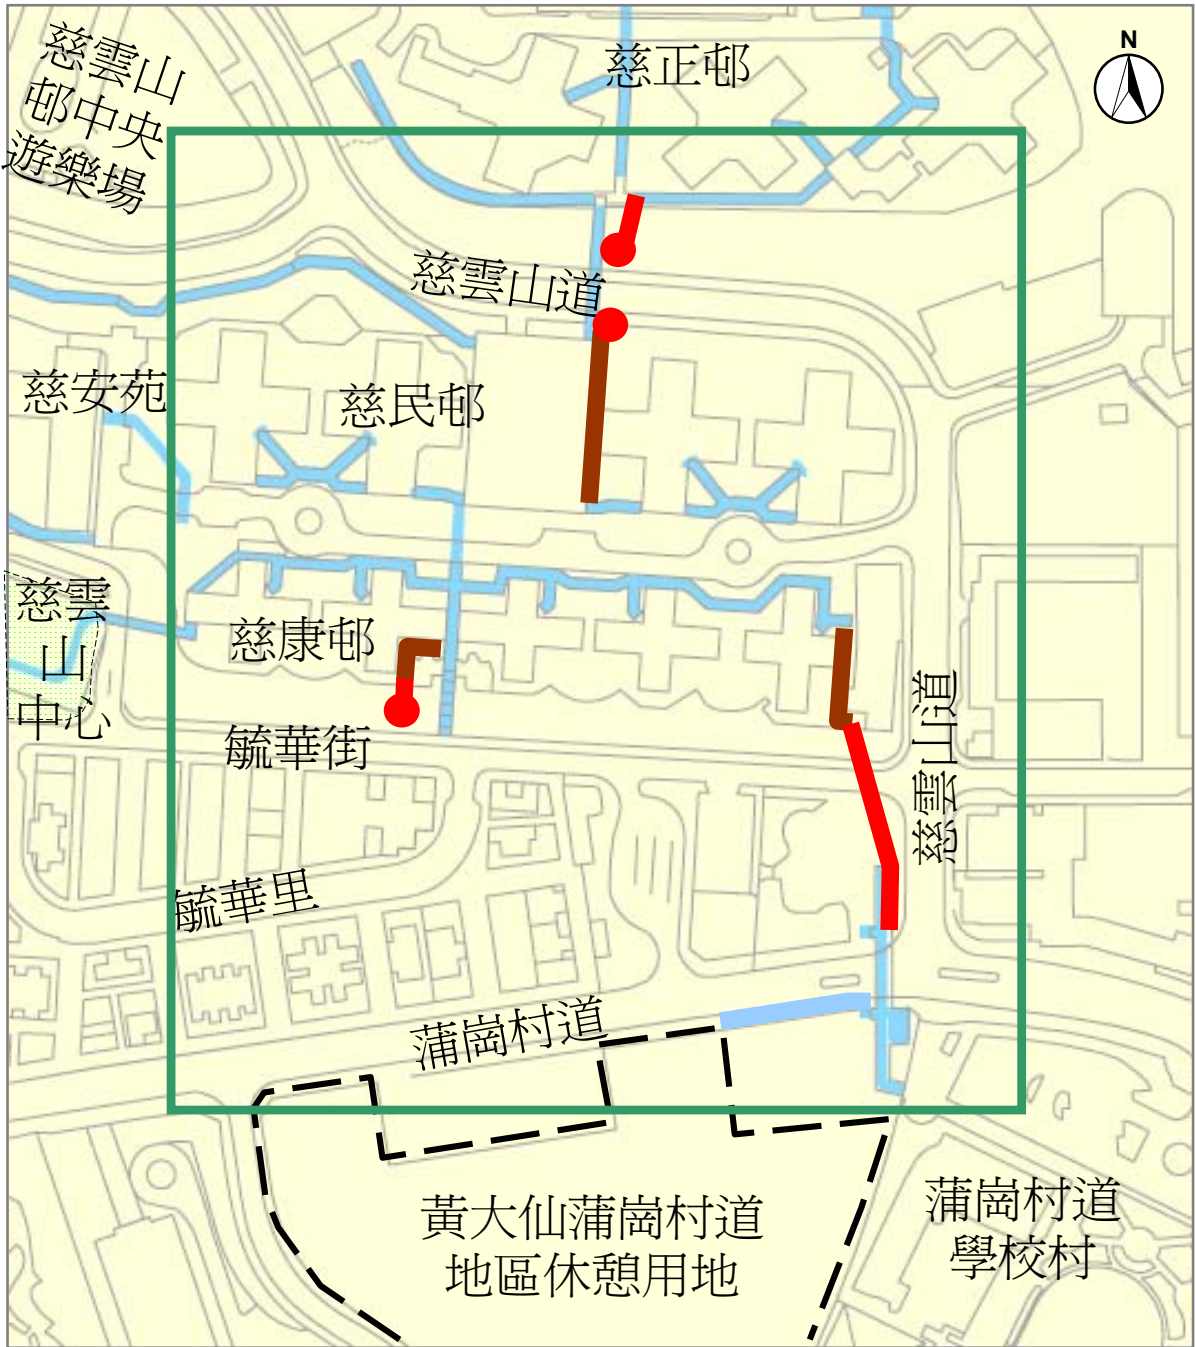 慈雲山
邨中央
遊樂場
慈正邨
N
慈雲山道
慈安苑
慈民邨
慈雲
山
中心
慈康邨
毓華街
慈雲山道
毓華里
蒲崗村道
黃大仙蒲崗村道
地區休憩用地
蒲崗村道
學校村